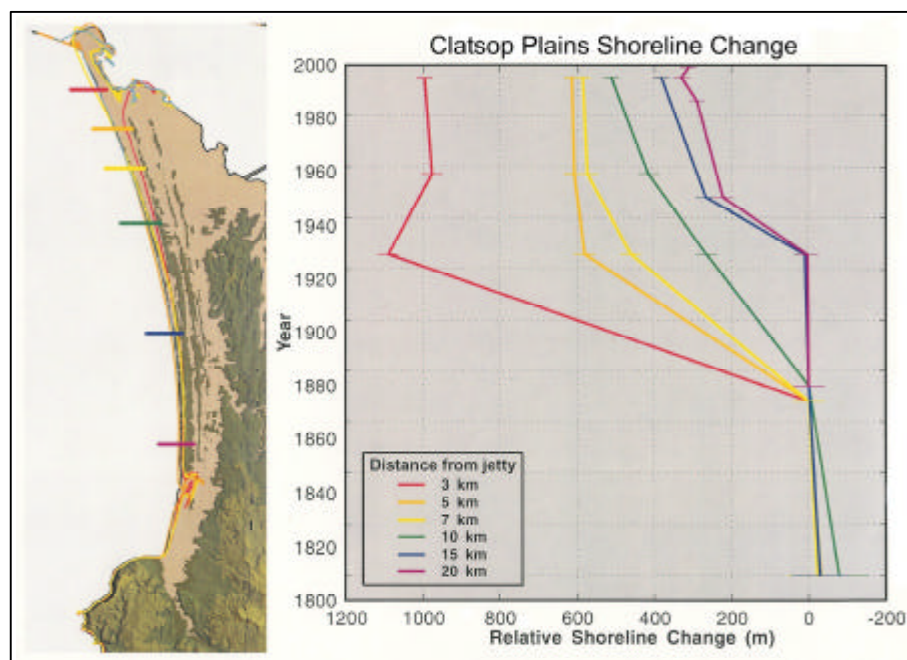 Clatsop Plains Shoreline Change
2000
1980
1960
1940
1920
1900
1880
1860
1840
1820
1800
Year
Distance from jetty
3 km
5 km
7 km
10 km
15 km
20 km
1200 1000 800 600 400 200 0 -200
Relative Shoreline Change (m)